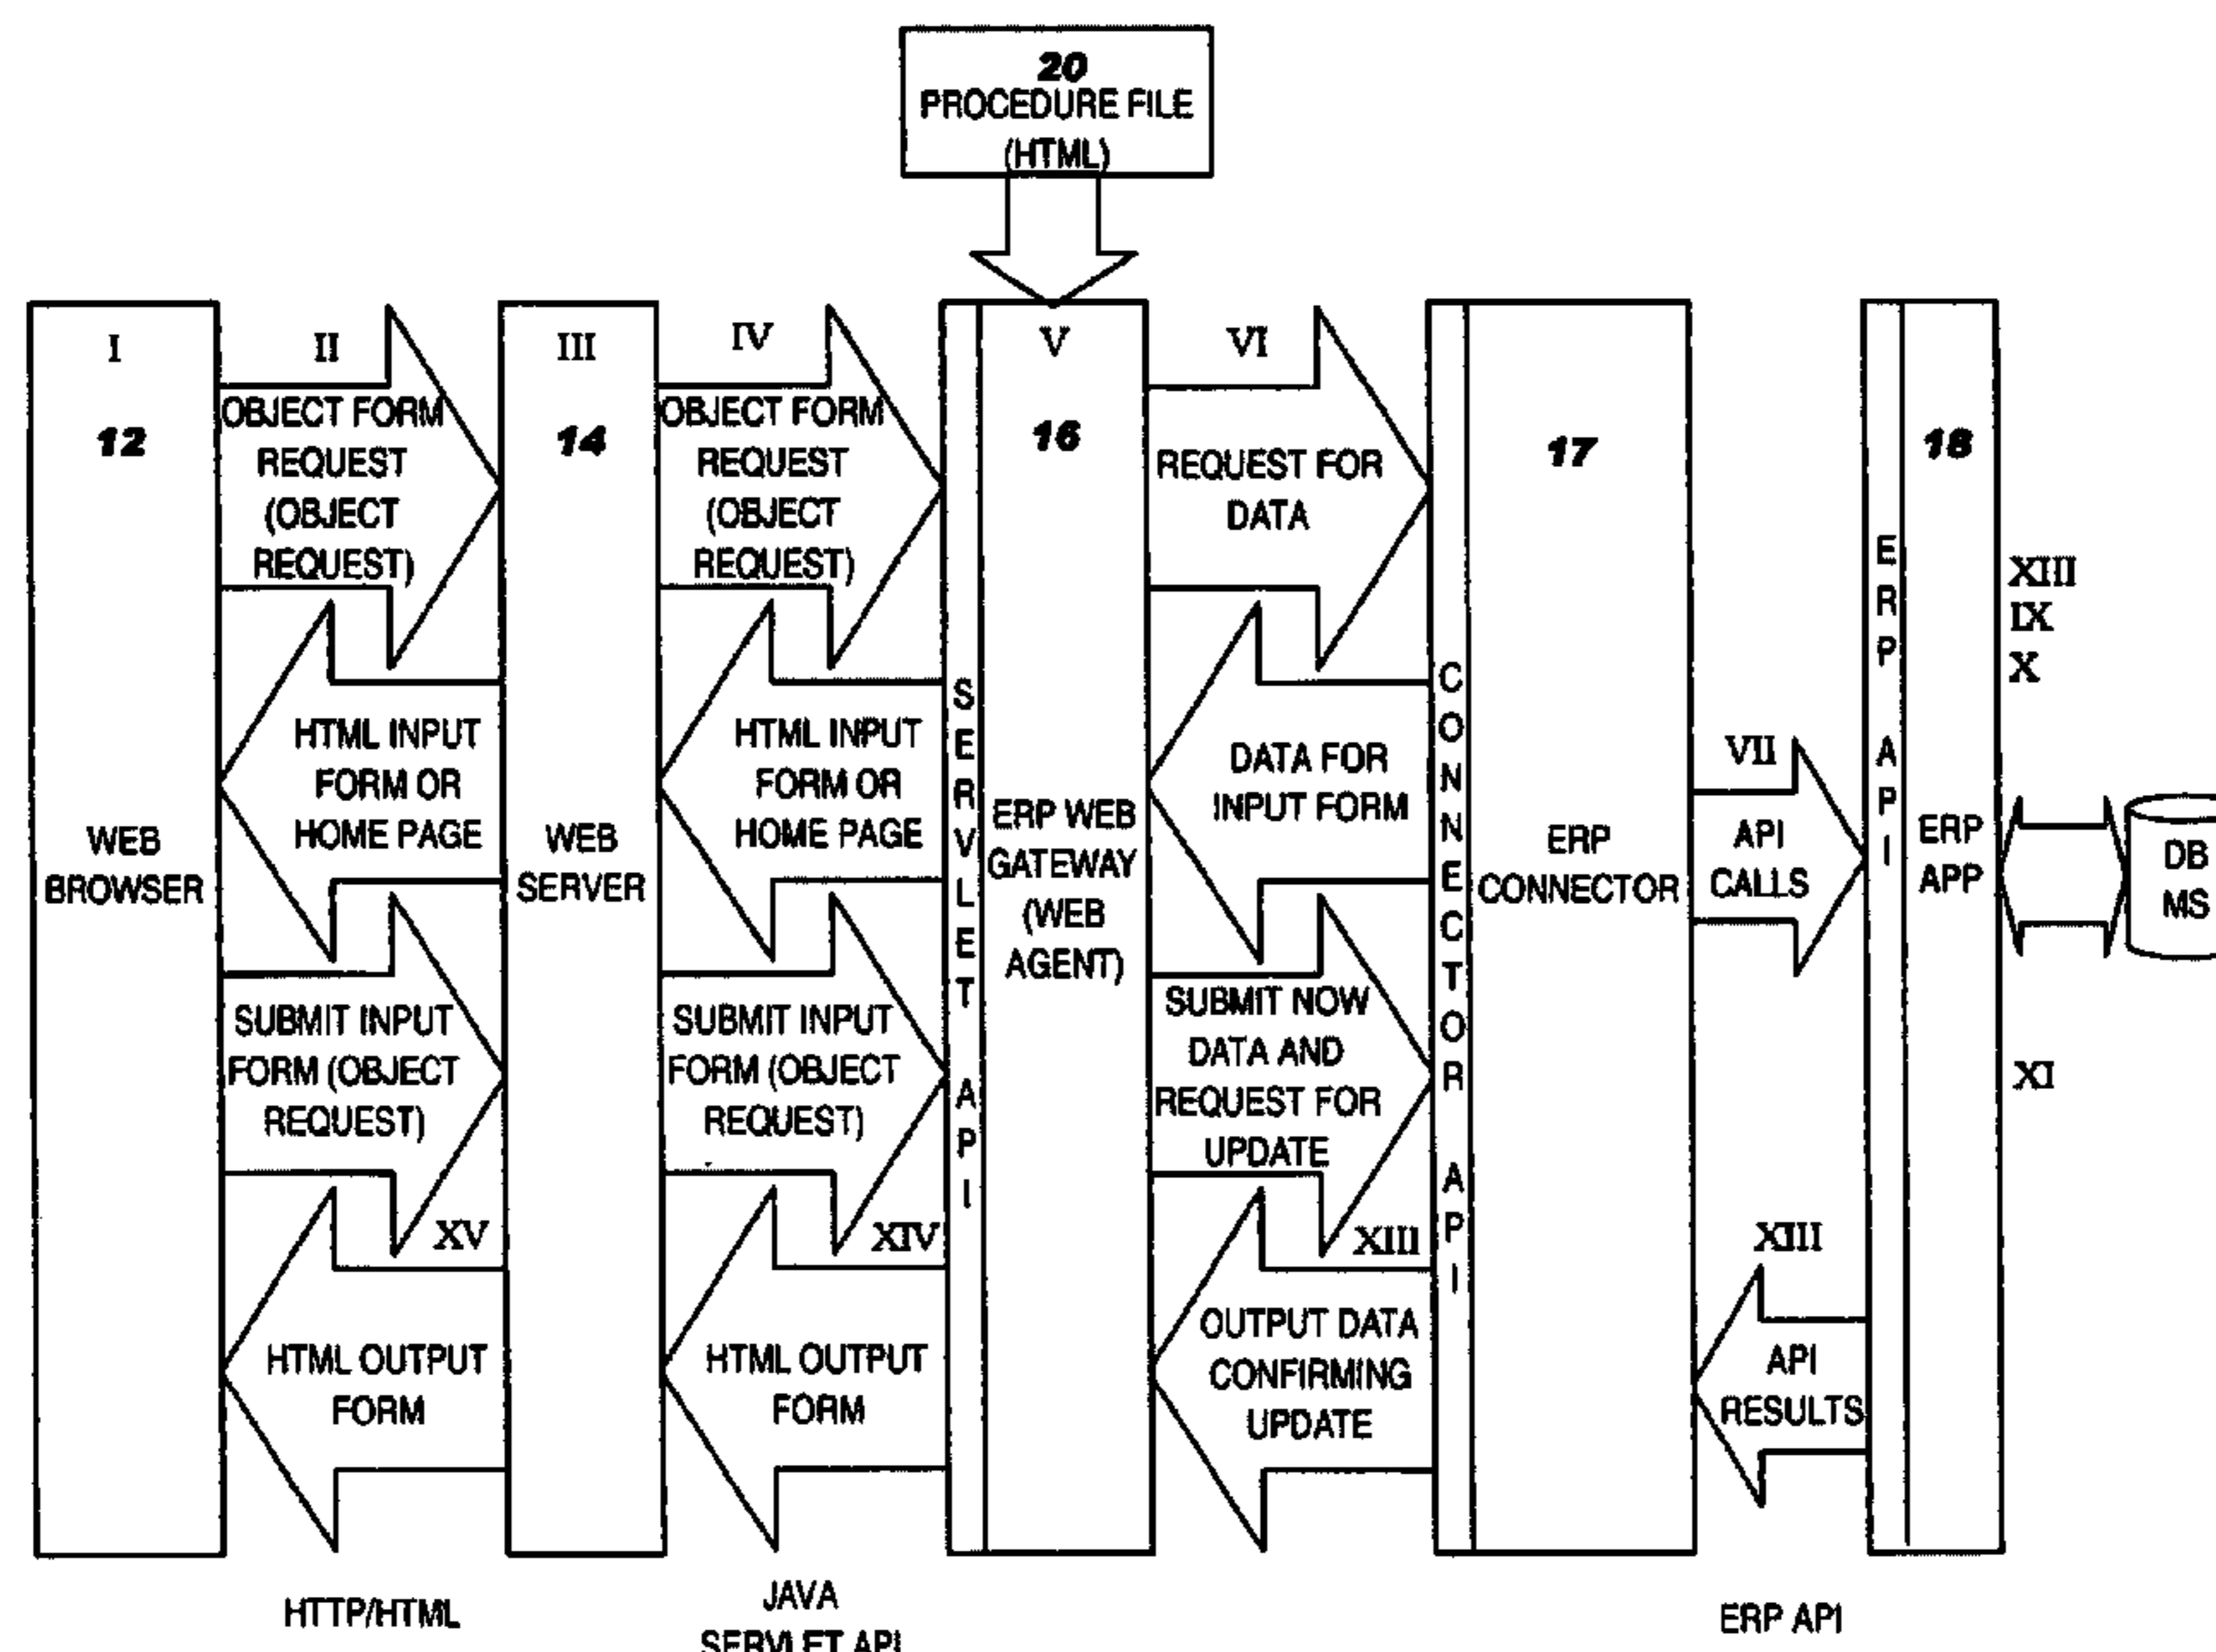 20
PROCEDURE FILE
(HTML)
I
II
III
IV
V
VI
12
OBJECT FORM
REQUEST
(OBJECT
REQUEST)
14
OBJECT FORM
REQUEST
(OBJECT
REQUEST)
16
REQUEST FOR
DATA
17
18
XIII
IX
X
HTML INPUT
FORM OR
HOME PAGE
HTML INPUT
FORM OR
HOME PAGE
DATA FOR
INPUT FORM
WEB
BROWSER
WEB
SERVER
SERVLET API
ERP WEB
GATEWAY
(WEB
AGENT)
CONNECTOR API
ERP
CONNECTOR
VII
API
CALLS
ERP API
ERP
APP
DB
MS
SUBMIT INPUT
FORM (OBJECT
REQUEST)
SUBMIT INPUT
FORM (OBJECT
REQUEST)
SUBMIT NOW
DATA AND
REQUEST FOR
UPDATE
XI
XV
XIV
XIII
XIII
HTML OUTPUT
FORM
HTML OUTPUT
FORM
OUTPUT DATA
CONFIRMING
UPDATE
API
RESULTS
HTTP/HTML
JAVA
SERVLET API
ERP API